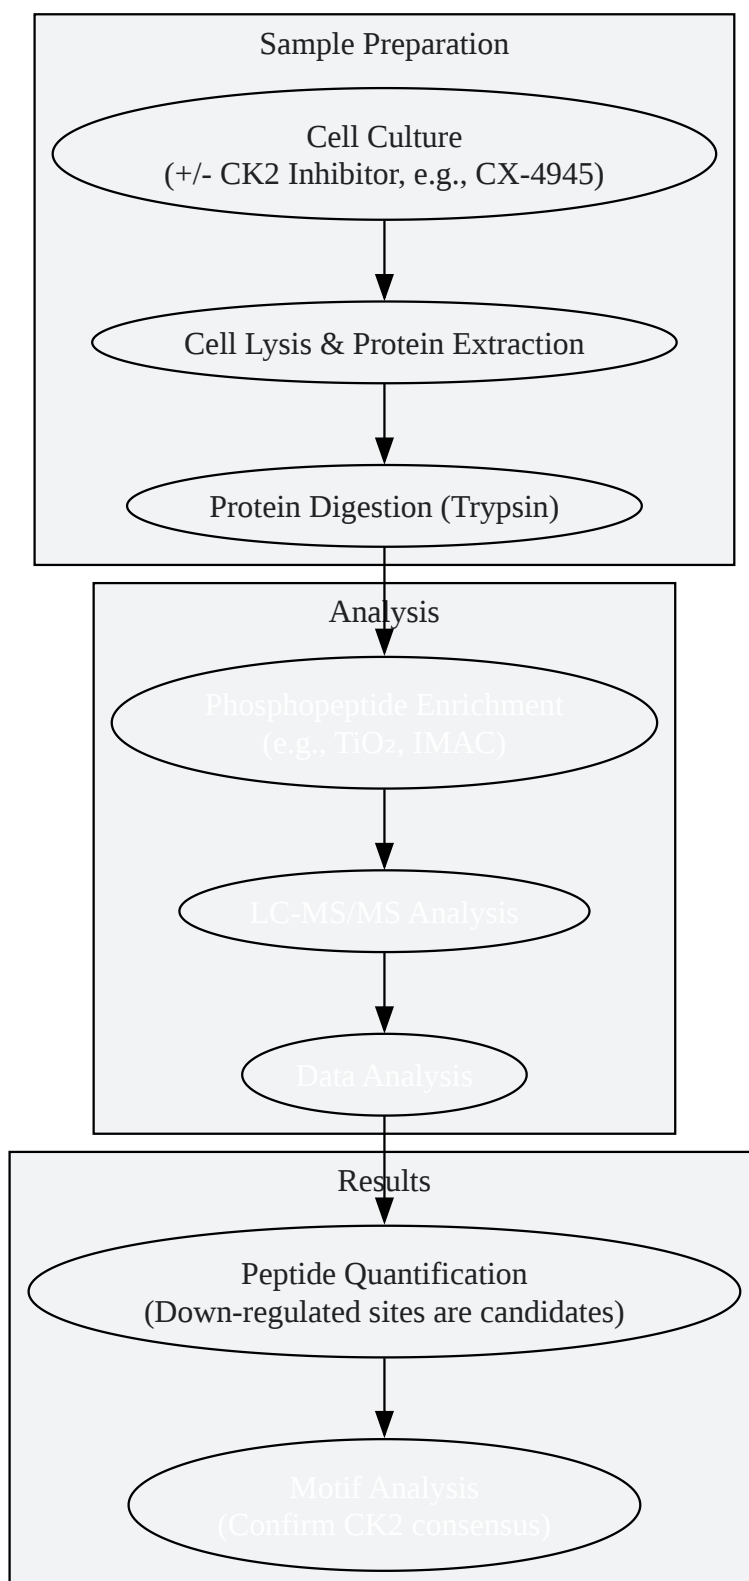 Sample Preparation
Cell Culture
(+/- CK2 Inhibitor, e.g., CX-4945)
Cell Lysis & Protein Extraction
Protein Digestion (Trypsin)
Analysis
Phosphopeptide Enrichment
(e.g., TiO₂, IMAC)
LC-MS/MS Analysis
Data Analysis
Results
Peptide Quantification
(Down-regulated sites are candidates)
Motif Analysis
(Confirm CK2 consensus)